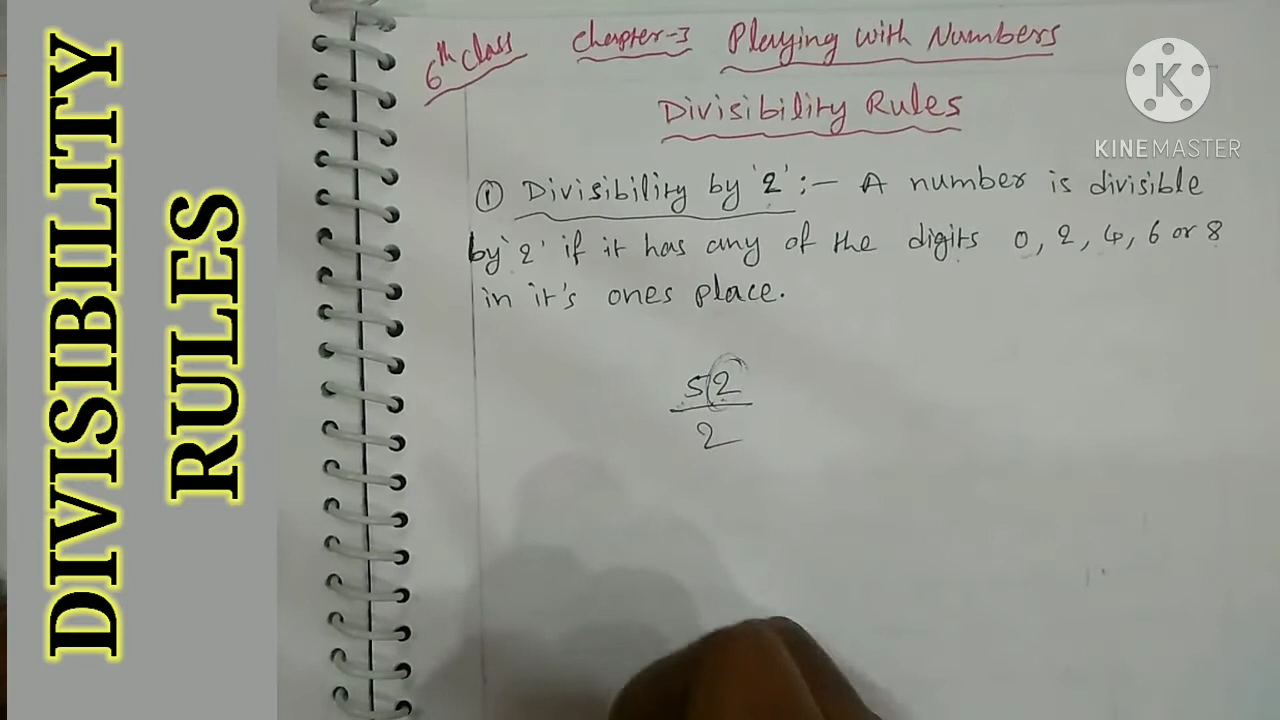 DIVISIBILITY
RULES
6th class Chapter-3 Playing with Numbers
KINEMASTER
Divisibility Rules
① Divisibility by '2' :- A number is divisible
by '2' if it has any of the digits 0, 2, 4, 6 or 8
in it's ones place.
52
2